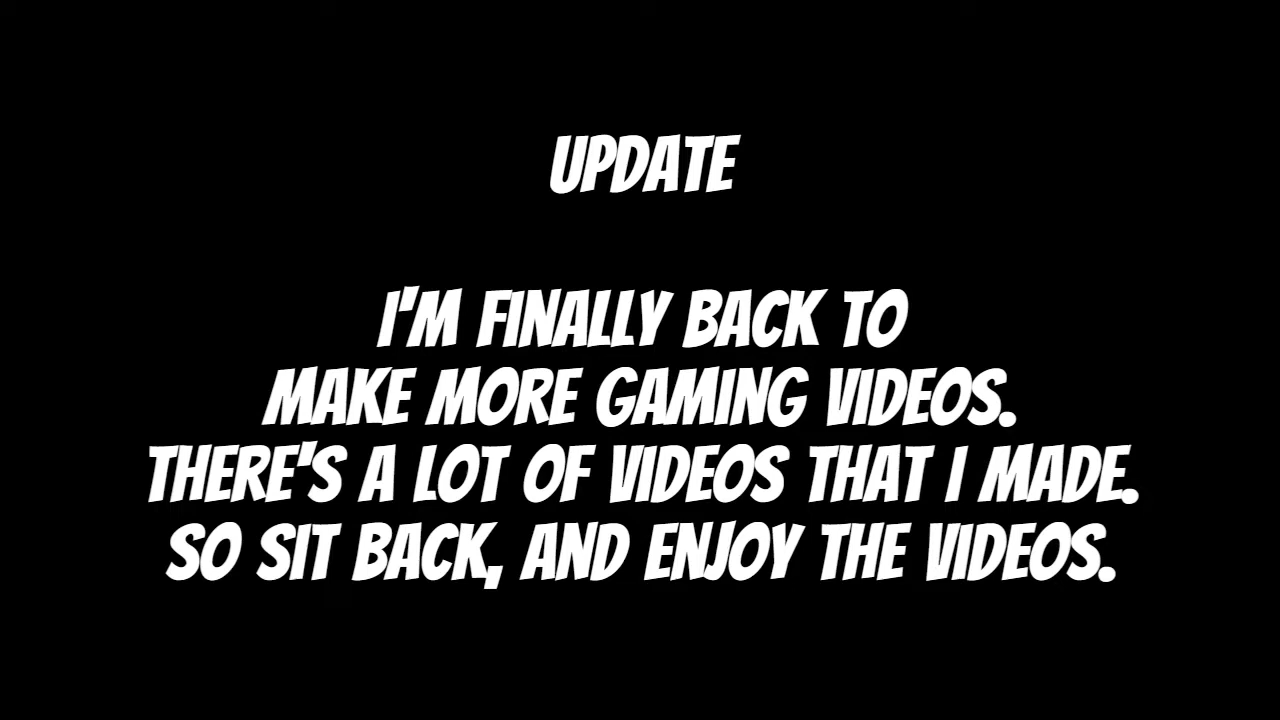 UPDATE
I'M FINALLY BACK TO
MAKE MORE GAMING VIDEOS.
THERE'S A LOT OF VIDEOS THAT I MADE.
SO SIT BACK, AND ENJOY THE VIDEOS.